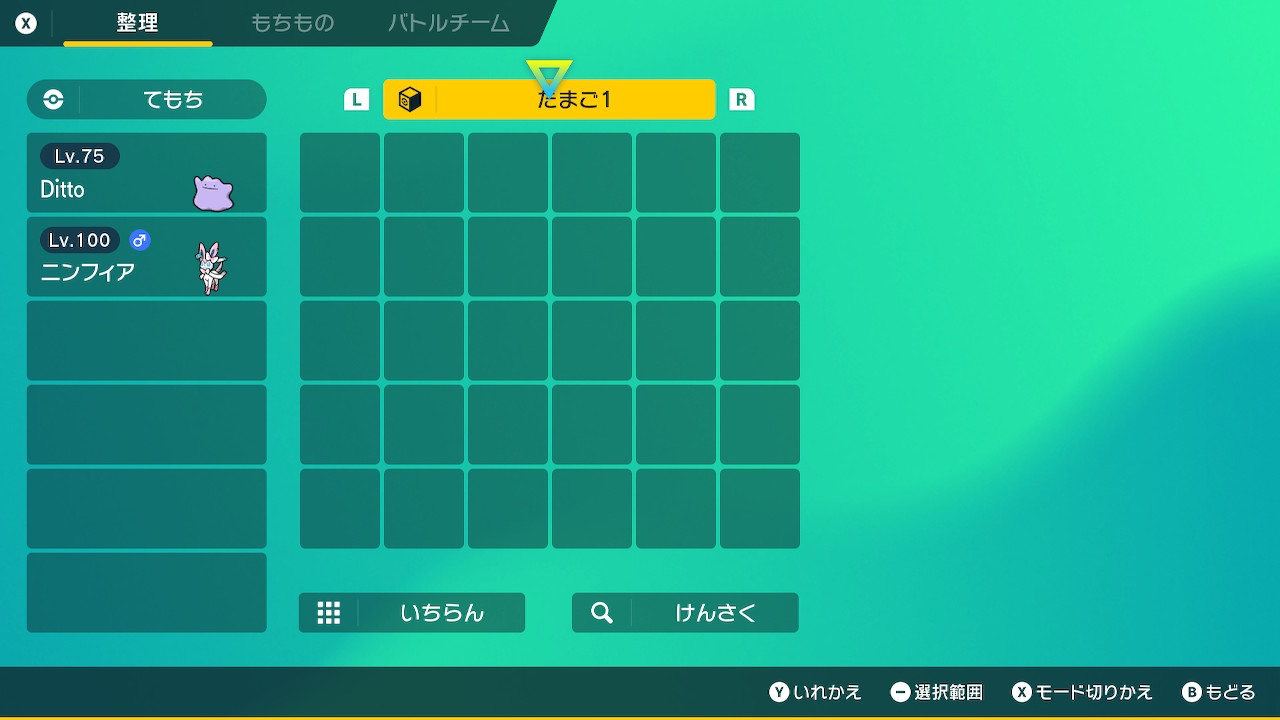 X 整理 もちもの バトルチーム
てもち
L たまご1 R
Lv.75
Ditto
Lv.100 ♂
ニンフィア
いちらん けんさく
Y いれかえ − 選択範囲 X モード切りかえ B もどる